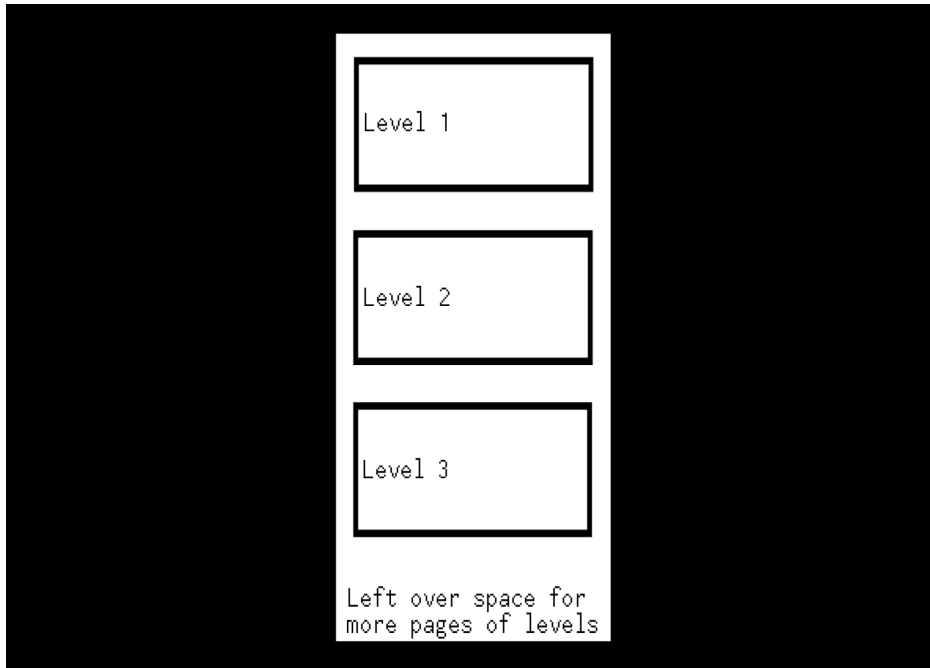 Level 1
Level 2
Level 3
Left over space for
more pages of levels